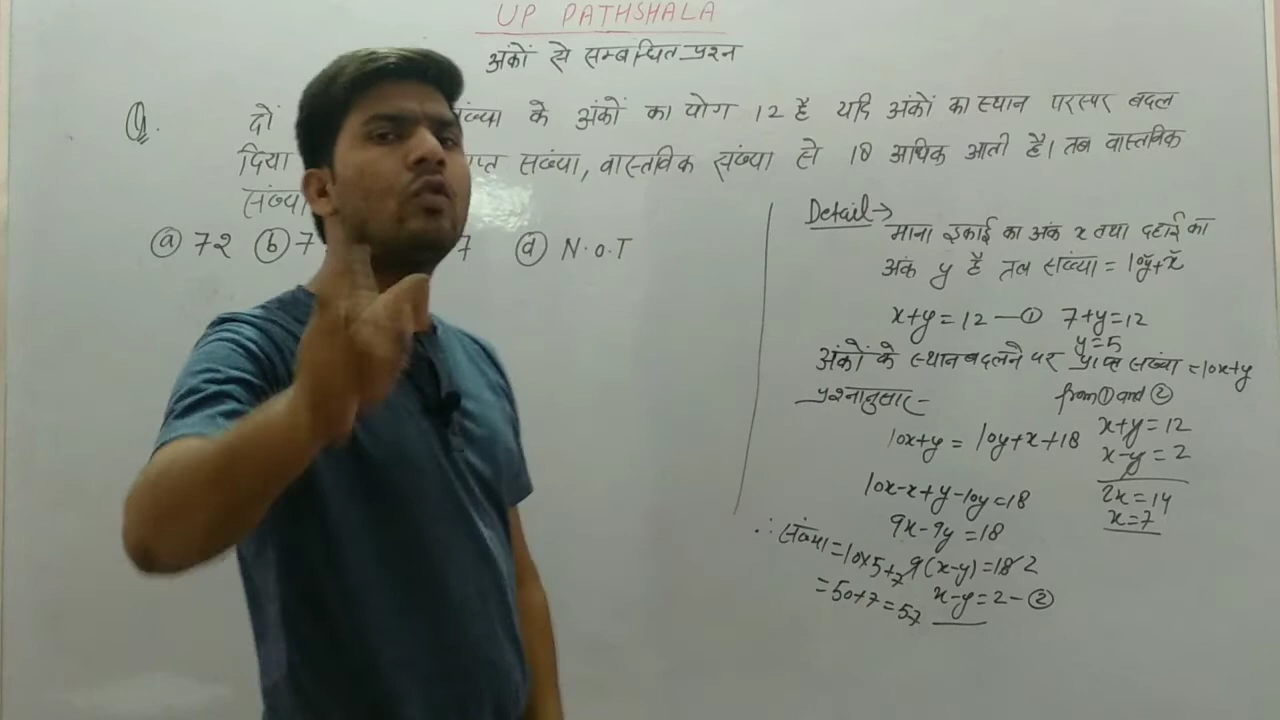 UP PATHSHALA
अंकों से सम्बन्धित प्रश्न
Q. दो के अंकों का योग 12 है यदि अंकों का स्थान परस्पर बदल
दिया संख्या, वास्तविक संख्या से 18 अधिक आती है। तब वास्तविक
संख्या
(a) 72 (b) 7 7 (d) N.O.T
Detail→
माना इकाई का अंक x तथा दहाई का
अंक y है तब संख्या = 10y+x
x+y=12 —① 7+y=12
y=5
अंकों के स्थान बदलने पर प्राप्त संख्या =10x+y
प्रश्नानुसार- from ① and ②
10x+y = 10y+x+18
x+y=12
x-y=2
10x-x+y-10y=18
2x=14
9x-9y=18
x=7
9(x-y)=18 2
x-y=2-②
∴ संख्या=10×5+7
=50+7=57